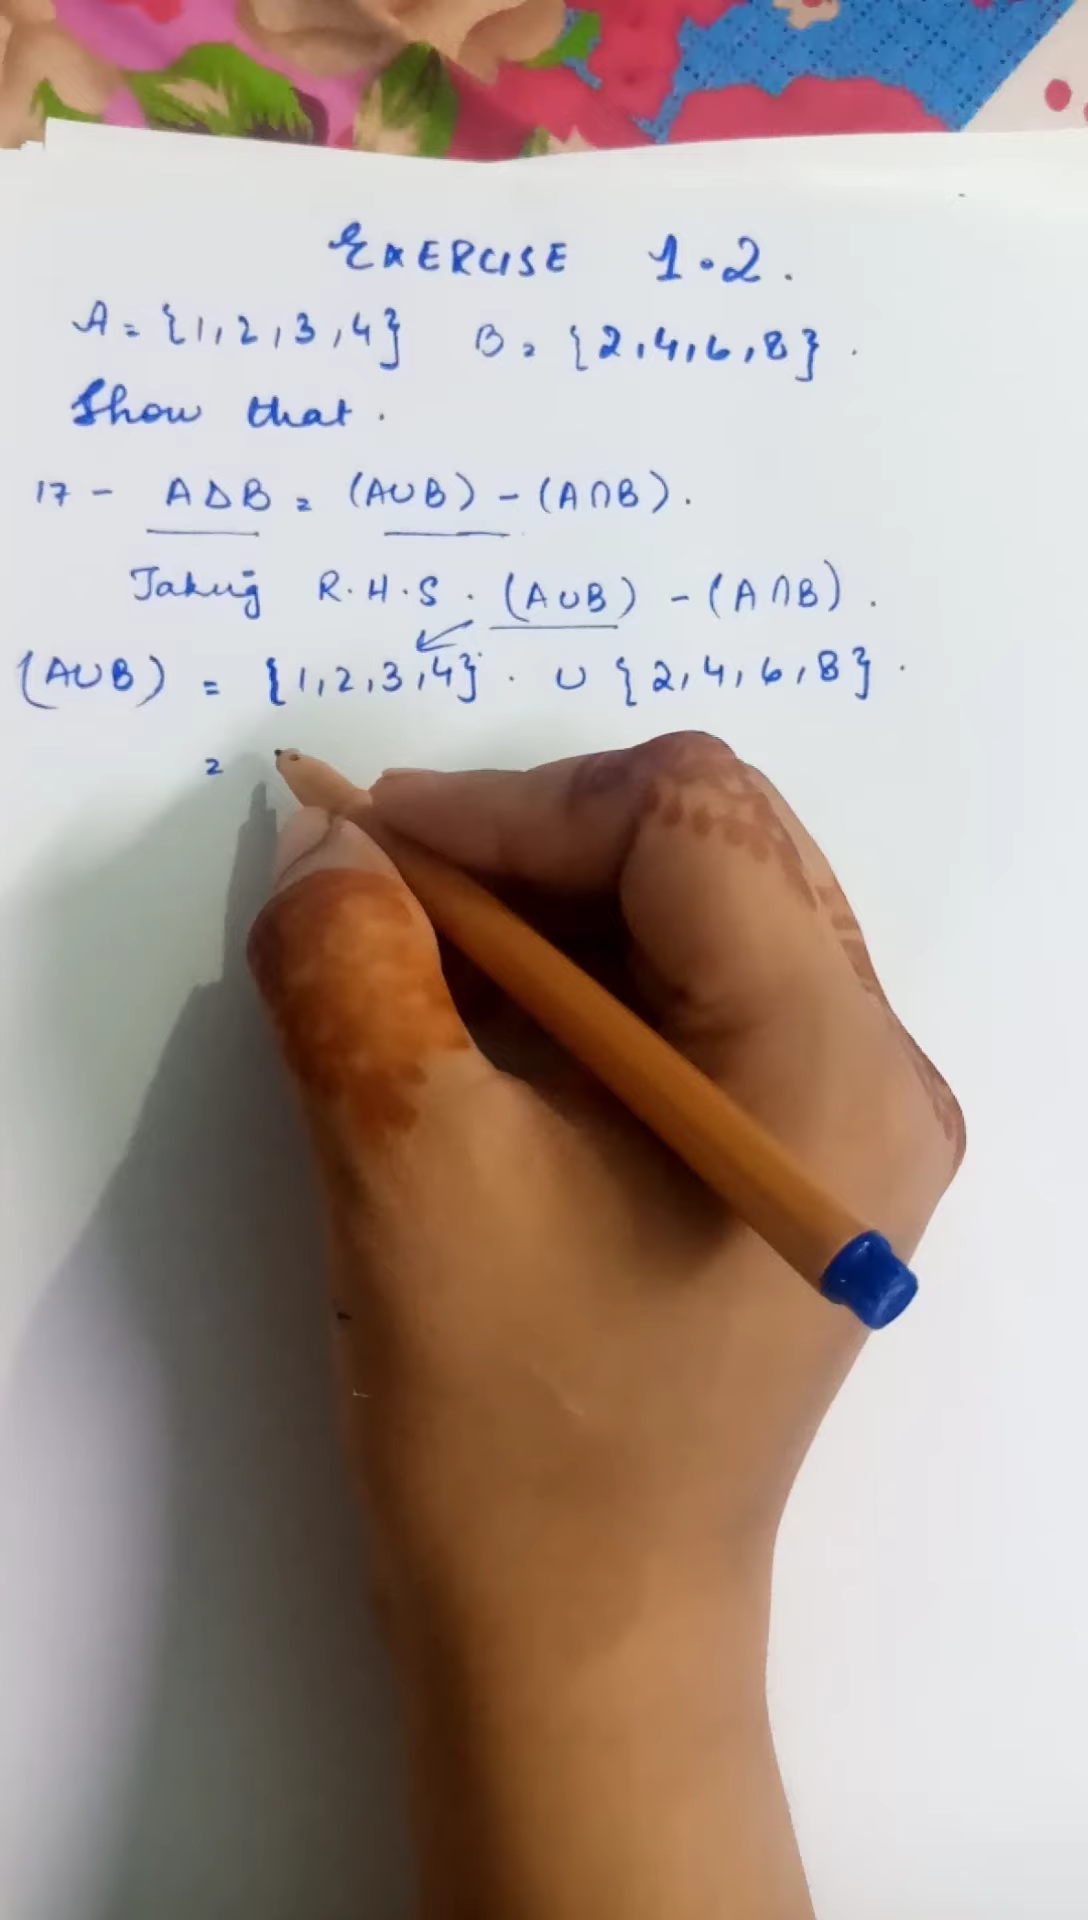 EXERCISE 1.2.
A = {1,2,3,4} B = {2,4,6,8}.
Show that.
17 - A∆B = (A∪B) - (A∩B).
Taking R.H.S. (A∪B) - (A∩B).
(A∪B) = {1,2,3,4}. ∪ {2,4,6,8}.
=